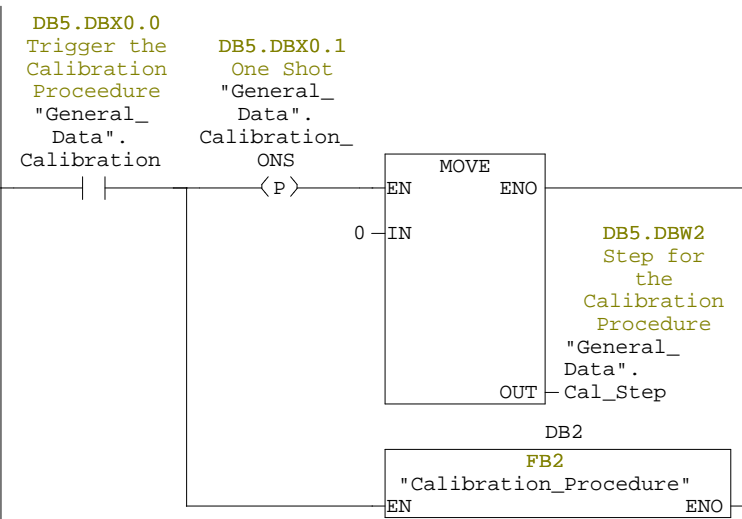 DB5.DBX0.0
Trigger the
Calibration
Proceedure
"General_
Data".
Calibration
DB5.DBX0.1
One Shot
"General_
Data".
Calibration_
ONS
P
MOVE
EN ENO
0 IN
DB5.DBW2
Step for
the
Calibration
Procedure
"General_
Data".
OUT Cal_Step
DB2
FB2
"Calibration_Procedure"
EN ENO